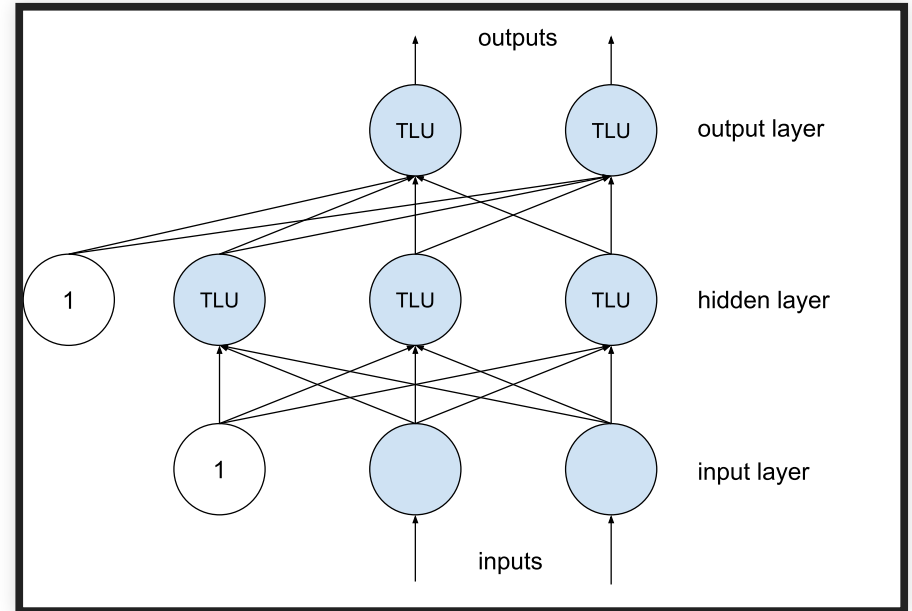 outputs
TLU TLU output layer
1 TLU TLU TLU hidden layer
1 input layer
inputs